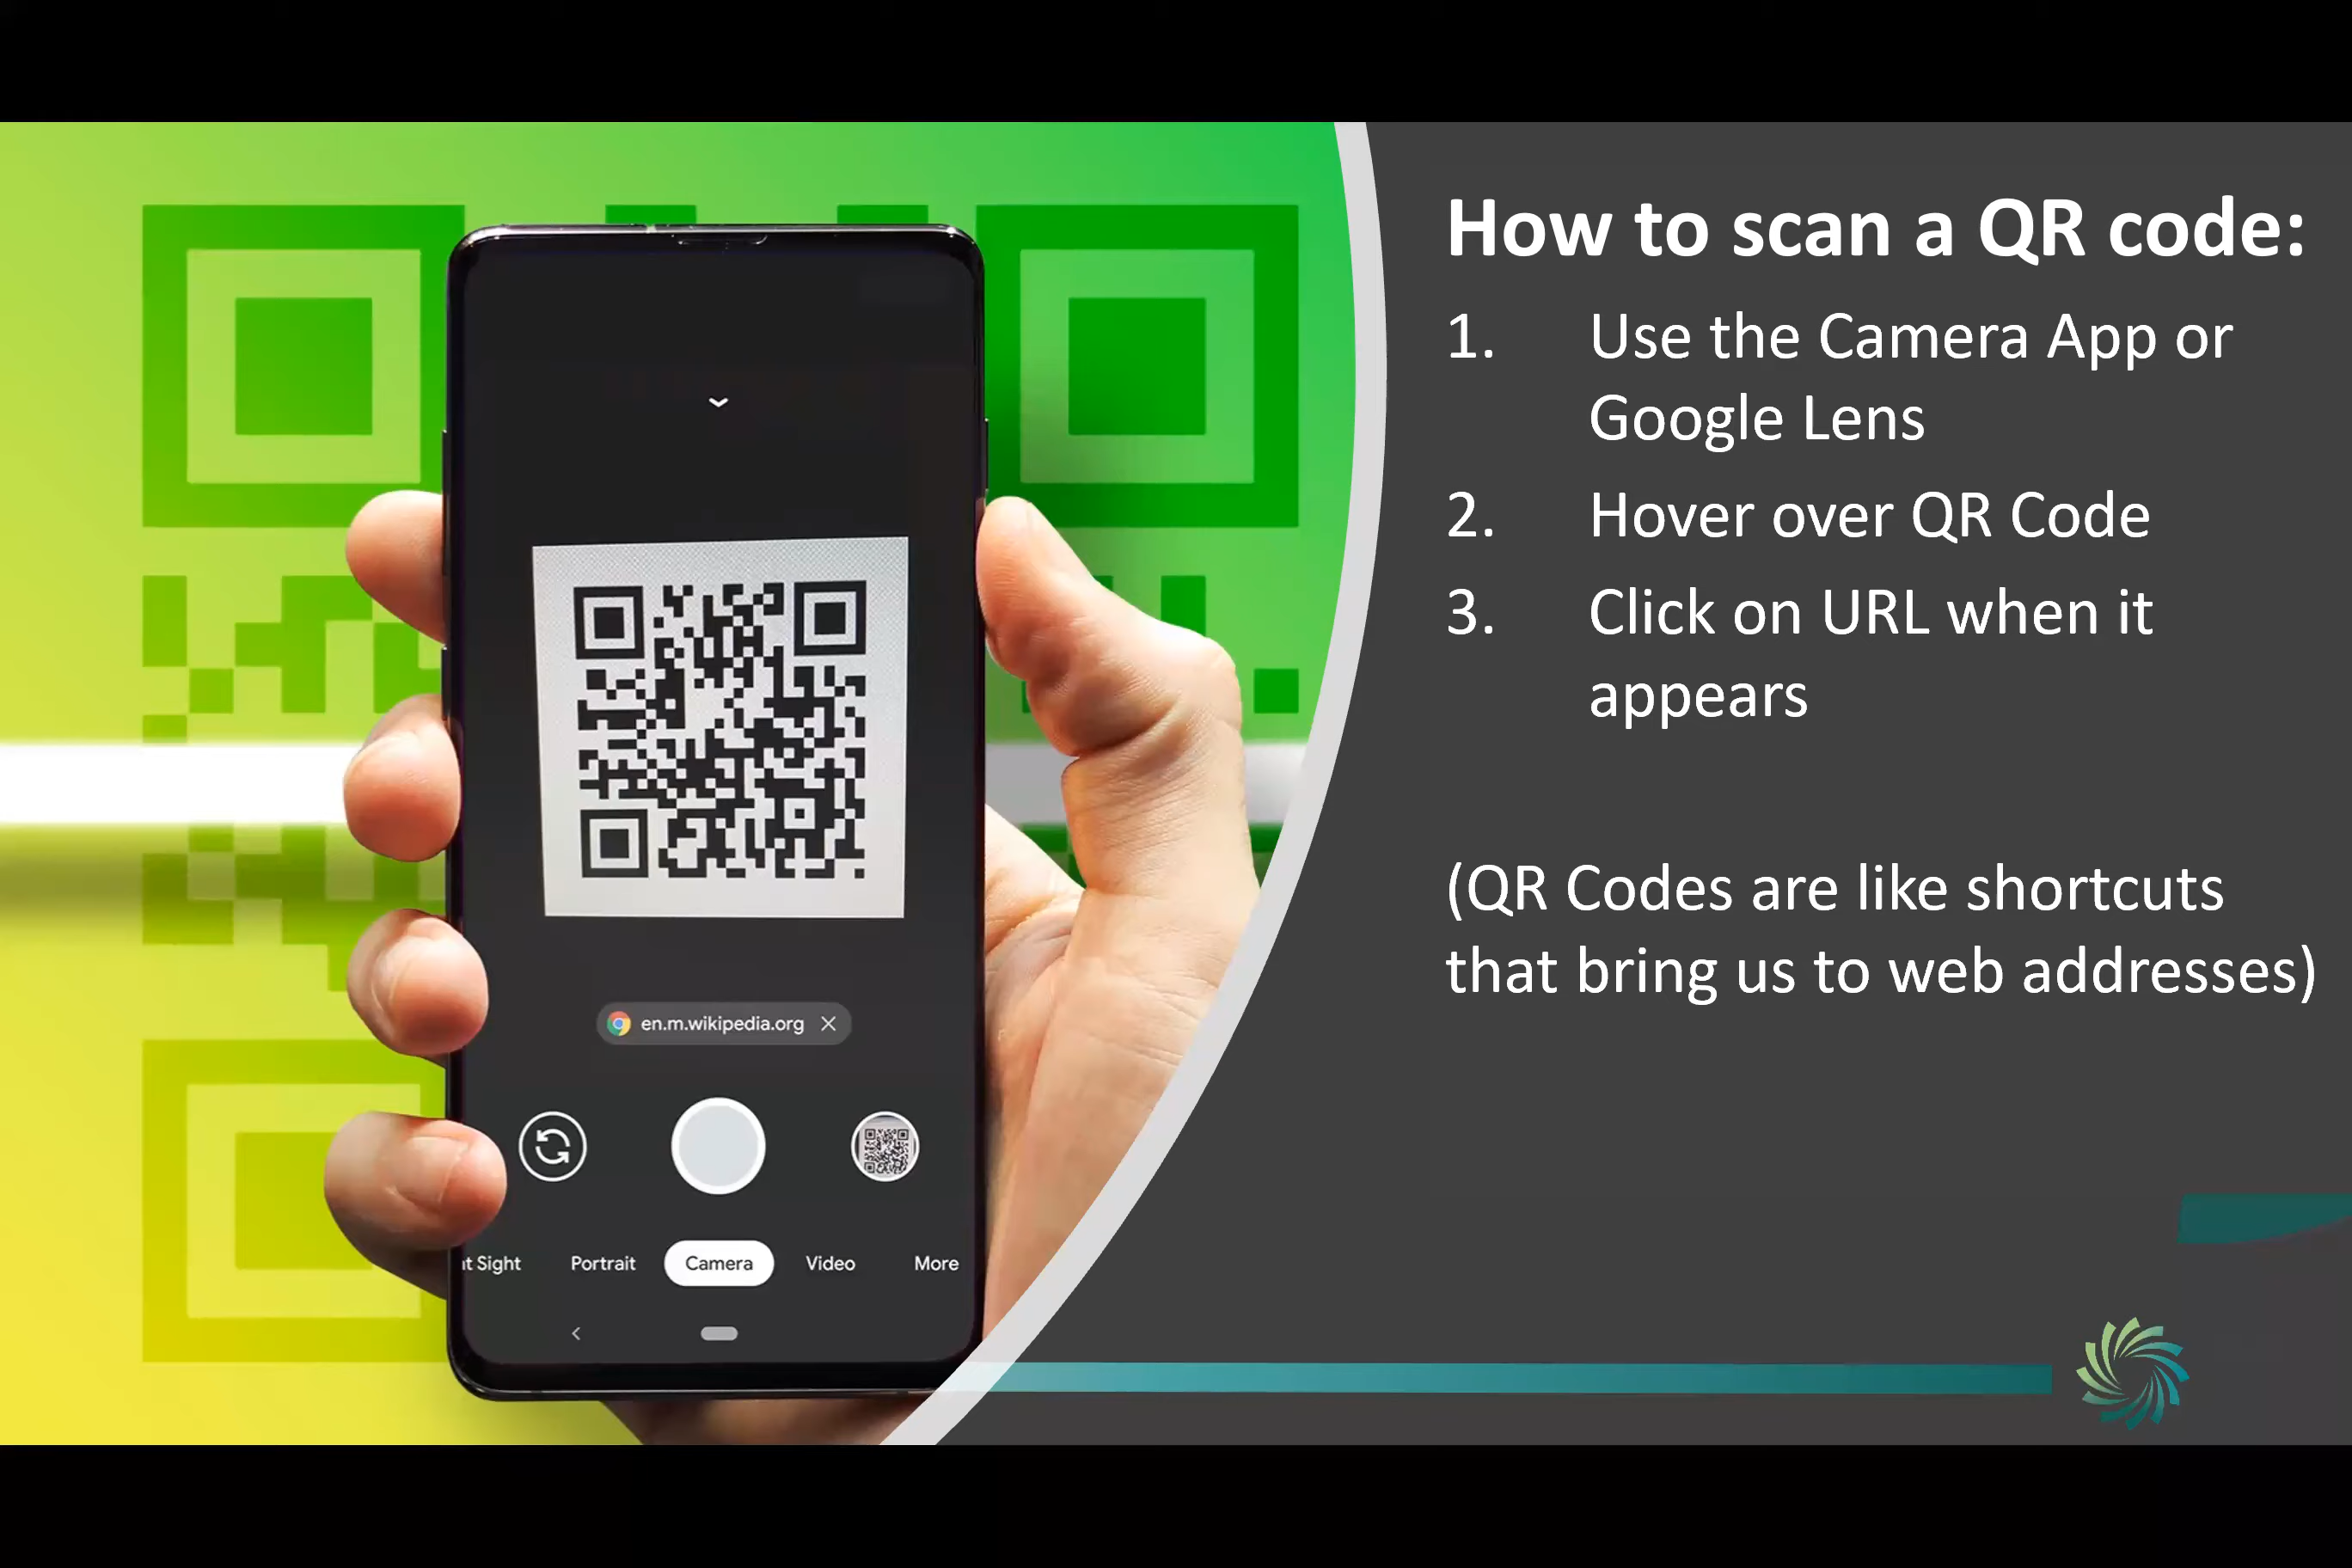 How to scan a QR code:
1. Use the Camera App or
Google Lens
2. Hover over QR Code
3. Click on URL when it
appears
(QR Codes are like shortcuts
that bring us to web addresses)
en.m.wikipedia.org
t Sight Portrait Camera Video More